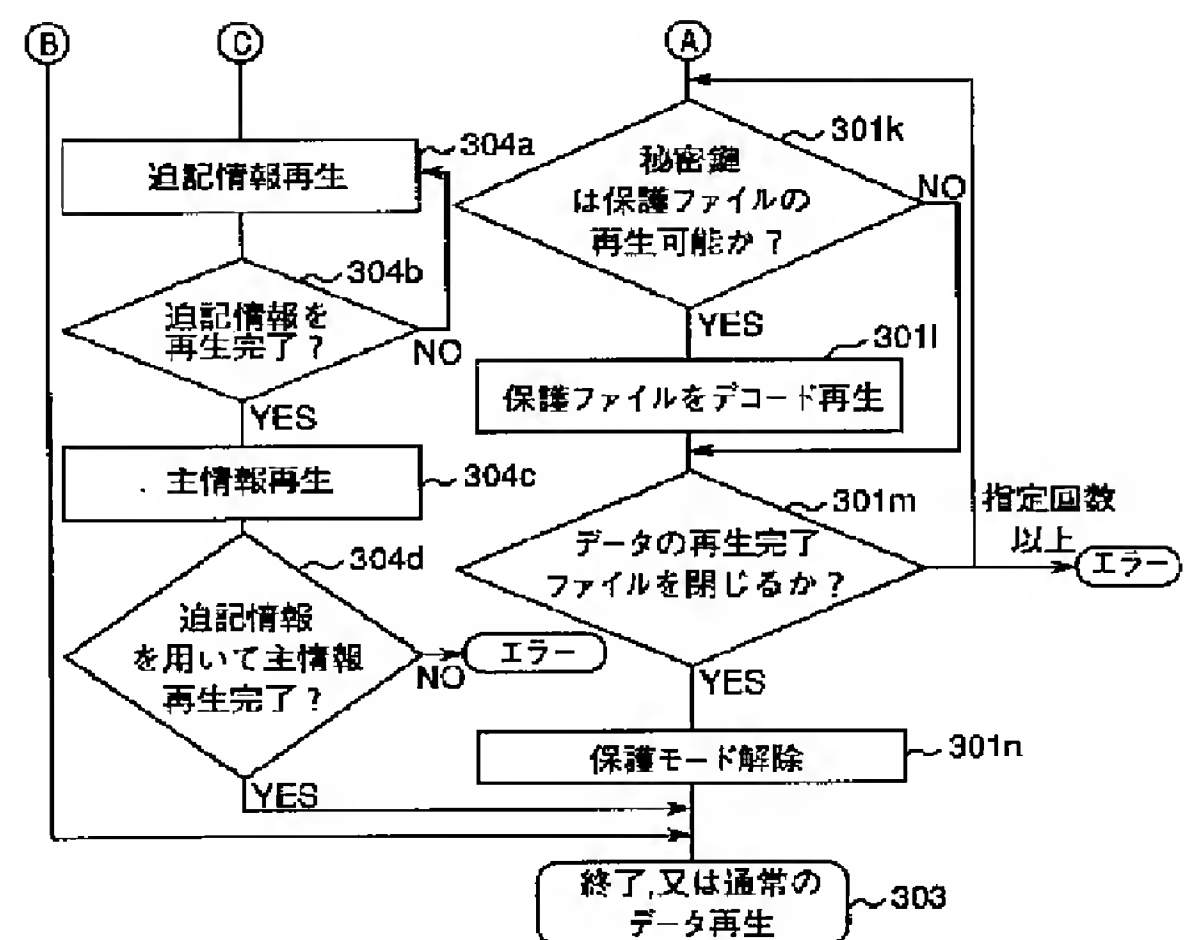 B
C
A
304a
追記情報再生
304b
追記情報を
再生完了？
NO
YES
主情報再生
304c
304d
追記情報
を用いて主情報
再生完了？
NO
エラー
YES
301k
秘密鍵
は保護ファイルの
再生可能か？
NO
YES
301l
保護ファイルをデコード再生
301m
データの再生完了
ファイルを閉じるか？
指定回数
以上
エラー
YES
保護モード解除
301n
終了,又は通常の
データ再生
303